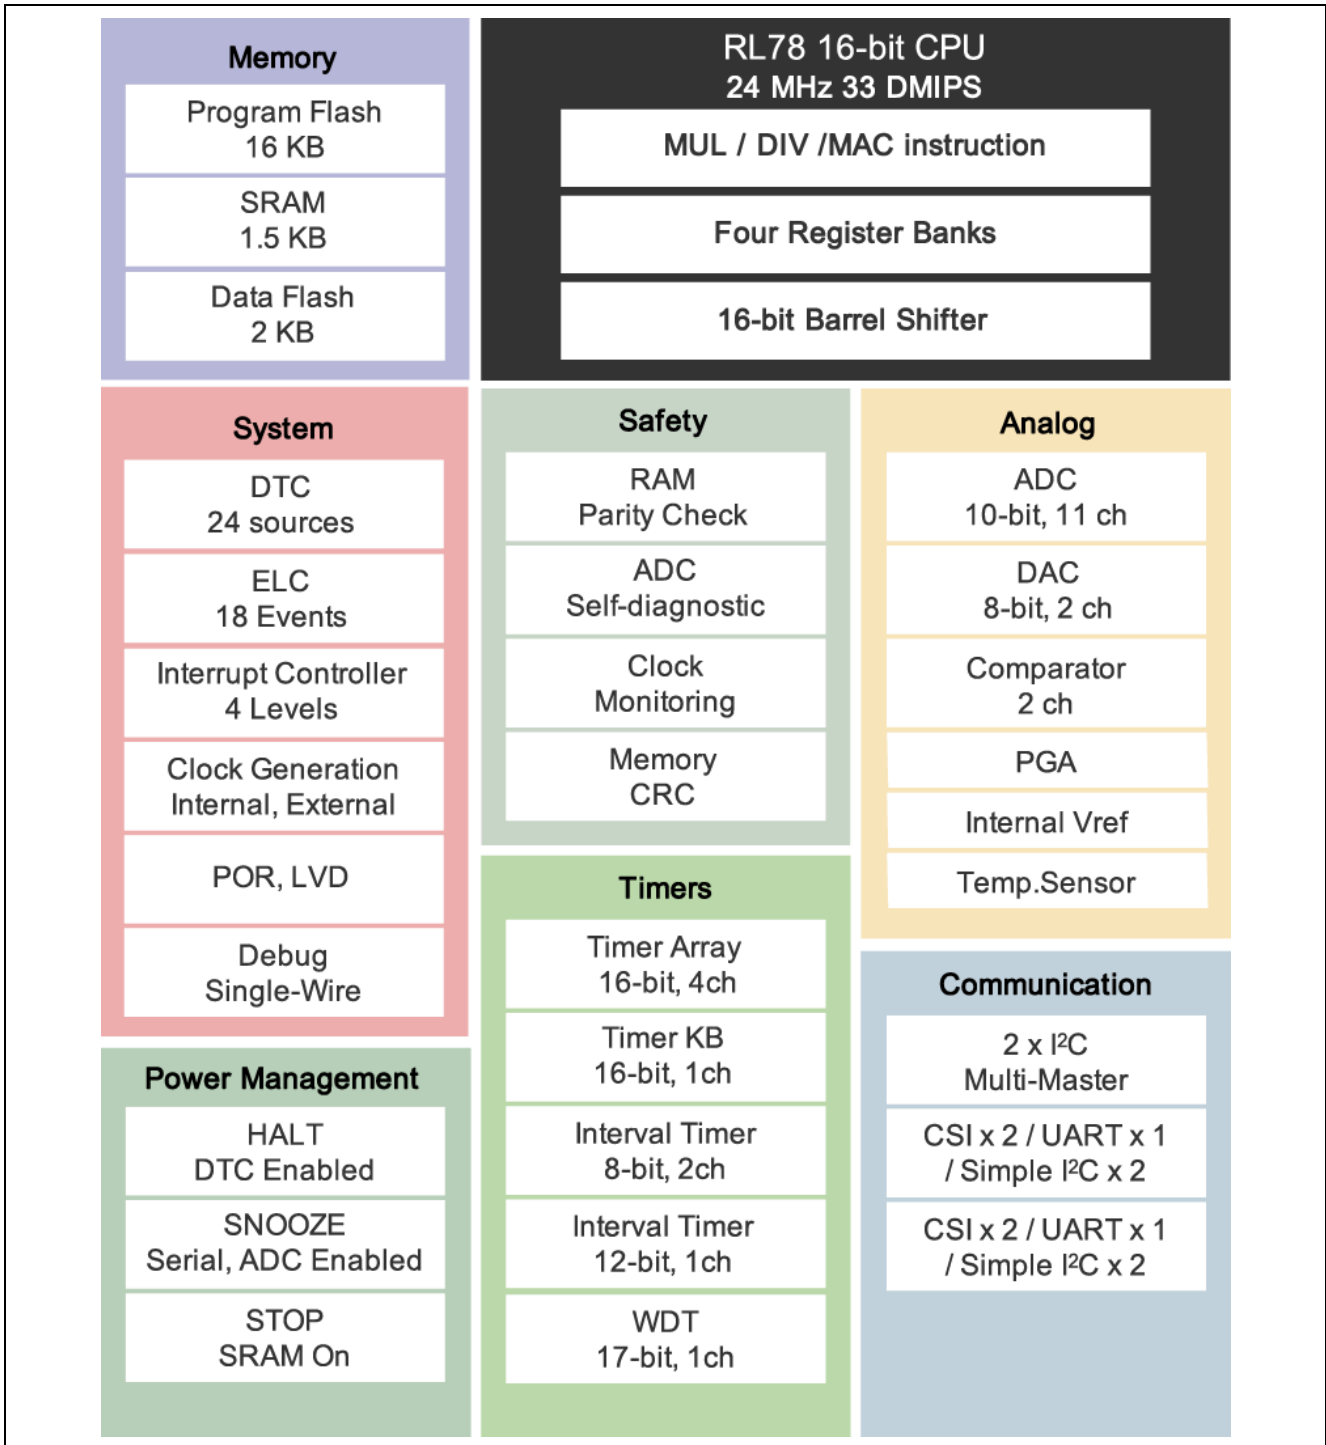 Memory
Program Flash
16 KB
SRAM
1.5 KB
Data Flash
2 KB
RL78 16-bit CPU
24 MHz 33 DMIPS
MUL / DIV /MAC instruction
Four Register Banks
16-bit Barrel Shifter
System
DTC
24 sources
ELC
18 Events
Interrupt Controller
4 Levels
Clock Generation
Internal, External
POR, LVD
Debug
Single-Wire
Safety
RAM
Parity Check
ADC
Self-diagnostic
Clock
Monitoring
Memory
CRC
Analog
ADC
10-bit, 11 ch
DAC
8-bit, 2 ch
Comparator
2 ch
PGA
Internal Vref
Temp.Sensor
Power Management
HALT
DTC Enabled
SNOOZE
Serial, ADC Enabled
STOP
SRAM On
Timers
Timer Array
16-bit, 4ch
Timer KB
16-bit, 1ch
Interval Timer
8-bit, 2ch
Interval Timer
12-bit, 1ch
WDT
17-bit, 1ch
Communication
2 x I²C
Multi-Master
CSI x 2 / UART x 1
/ Simple I²C x 2
CSI x 2 / UART x 1
/ Simple I²C x 2